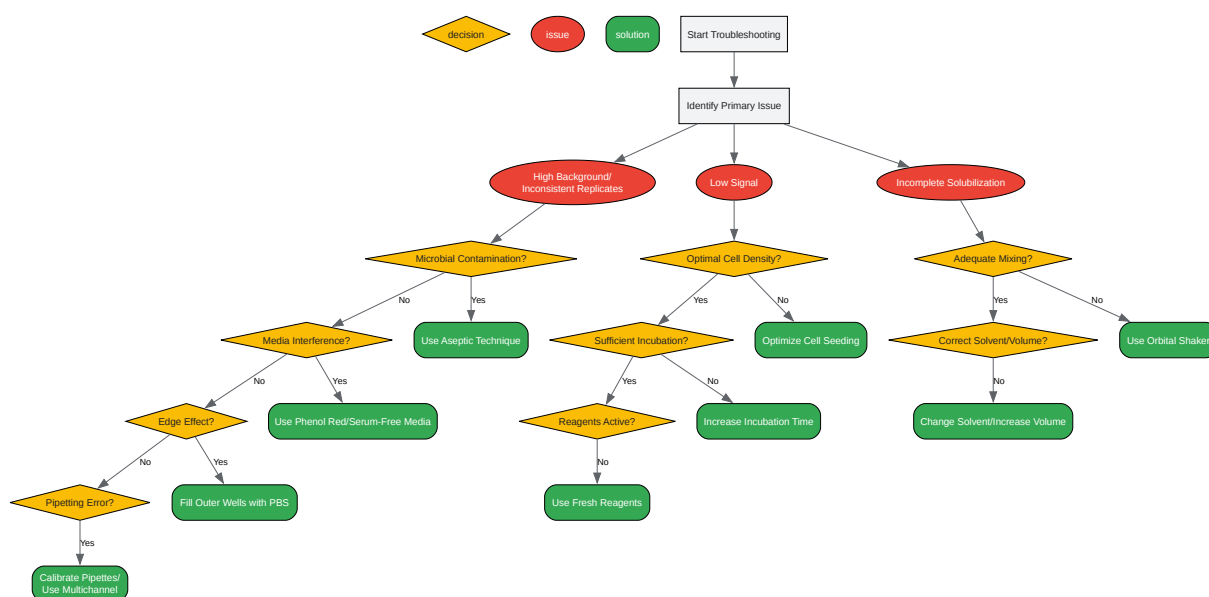 decision
issue
solution
Start Troubleshooting
Identify Primary Issue
High Background/
Inconsistent Replicates
Low Signal
Incomplete Solubilization
Microbial Contamination?
Optimal Cell Density?
Adequate Mixing?
No
Yes
Yes
No
Yes
No
Media Interference?
Use Aseptic Technique
Sufficient Incubation?
Optimize Cell Seeding
Correct Solvent/Volume?
Use Orbital Shaker
No
Yes
Yes
No
No
Edge Effect?
Use Phenol Red/Serum-Free Media
Reagents Active?
Increase Incubation Time
Change Solvent/Increase Volume
No
Yes
No
Pipetting Error?
Fill Outer Wells with PBS
Use Fresh Reagents
Yes
Calibrate Pipettes/
Use Multichannel